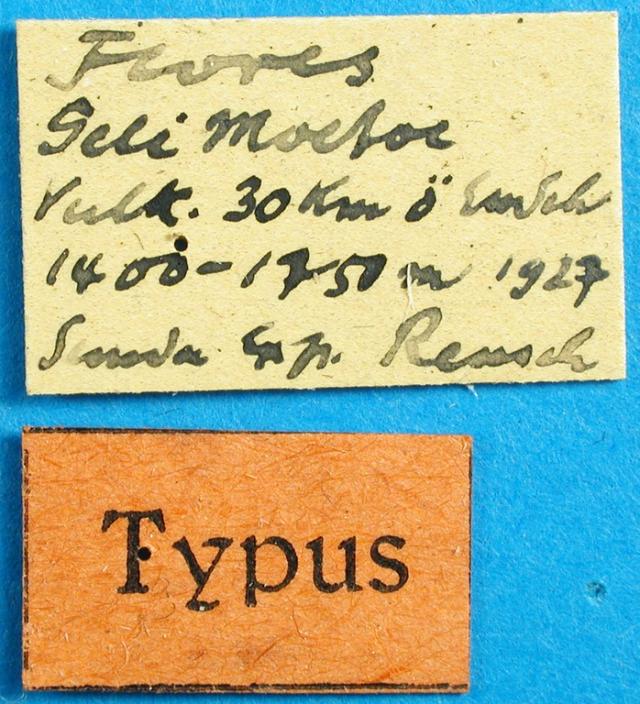 Flores
Geli Moetoe
Vulk. 30 Km ö Endeh
1400-1750 m 1927
Sunda Exp. Rensch
Typus